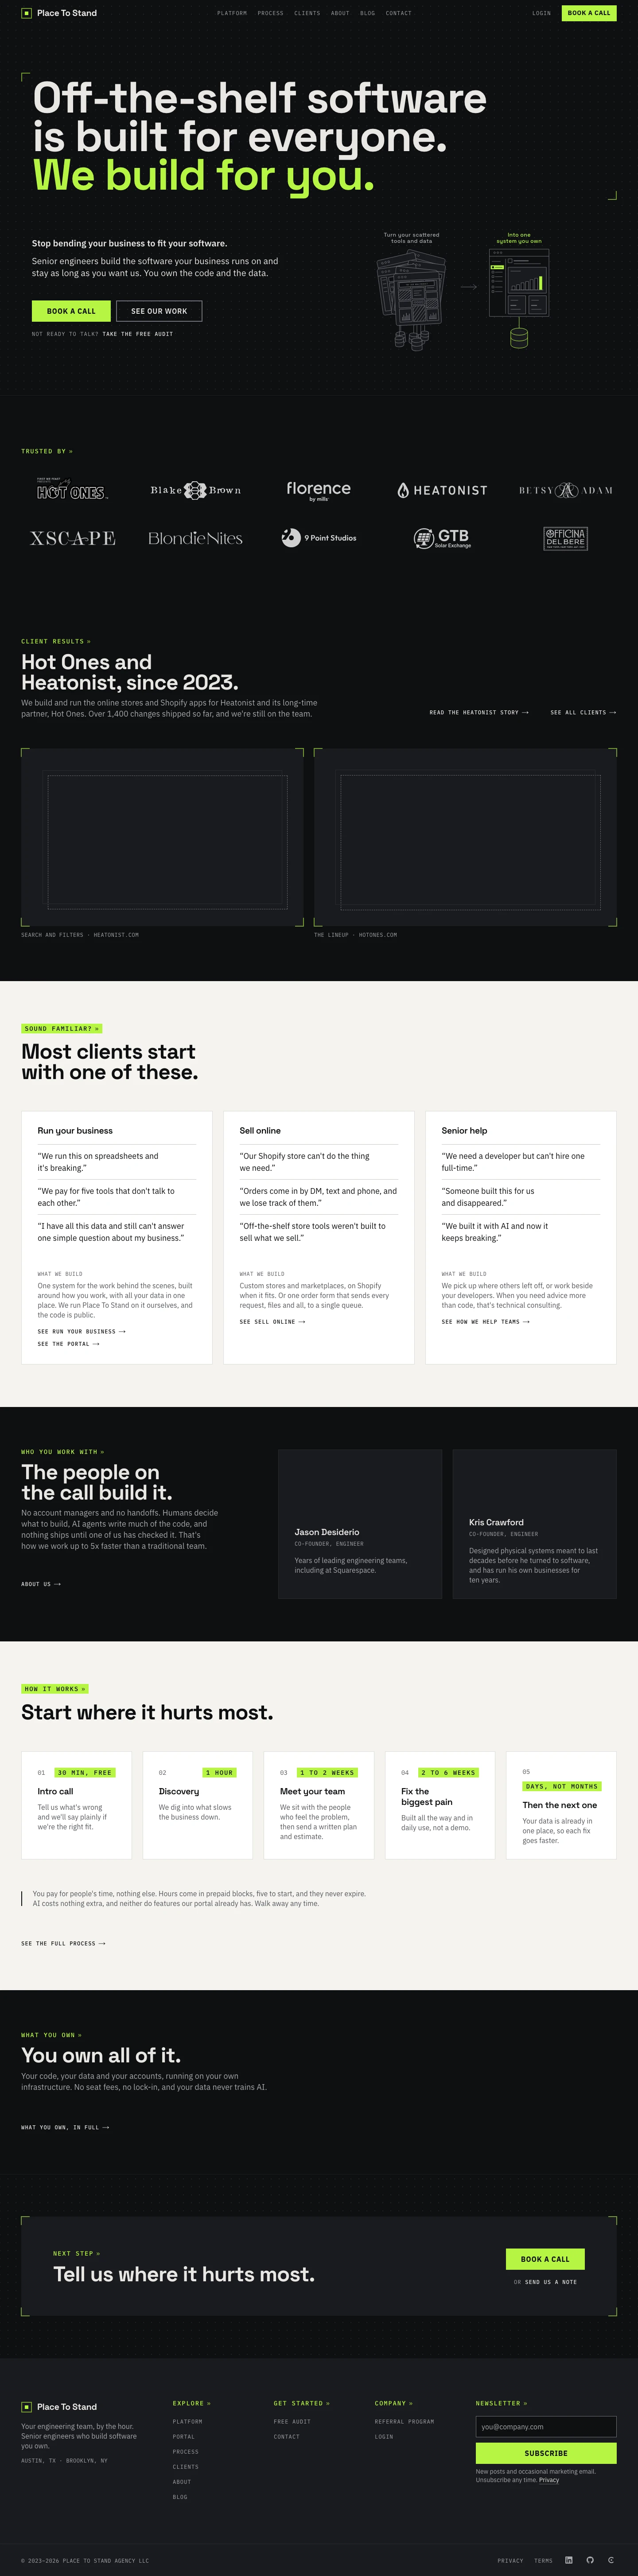 Place To Stand
PLATFORM PROCESS CLIENTS ABOUT BLOG CONTACT
LOGIN BOOK A CALL
Off-the-shelf software
is built for everyone.
We build for you.
Stop bending your business to fit your software.
Senior engineers build the software your business runs on and
stay as long as you want us. You own the code and the data.
BOOK A CALL SEE OUR WORK
NOT READY TO TALK? TAKE THE FREE AUDIT
Turn your scattered
tools and data
Into one
system you own
TRUSTED BY »
HOT ONES
Blake Brown
florence
by mills
HEATONIST
BETSY ADAM
XSCAPE
BlondieNites
9 Point Studios
GTB
Solar Exchange
OFFICINA
DEL BERE
CLIENT RESULTS »
Hot Ones and
Heatonist, since 2023.
We build and run the online stores and Shopify apps for Heatonist and its long-time
partner, Hot Ones. Over 1,400 changes shipped so far, and we're still on the team.
READ THE HEATONIST STORY → SEE ALL CLIENTS →
SEARCH AND FILTERS · HEATONIST.COM
THE LINEUP · HOTONES.COM
SOUND FAMILIAR? »
Most clients start
with one of these.
Run your business
“We run this on spreadsheets and
it's breaking.”
“We pay for five tools that don't talk to
each other.”
“I have all this data and still can't answer
one simple question about my business.”
WHAT WE BUILD
One system for the work behind the scenes, built
around how you work, with all your data in one
place. We run Place To Stand on it ourselves, and
the code is public.
SEE RUN YOUR BUSINESS →
SEE THE PORTAL →
Sell online
“Our Shopify store can't do the thing
we need.”
“Orders come in by DM, text and phone, and
we lose track of them.”
“Off-the-shelf store tools weren't built to
sell what we sell.”
WHAT WE BUILD
Custom stores and marketplaces, on Shopify
when it fits. Or one order form that sends every
request, files and all, to a single queue.
SEE SELL ONLINE →
Senior help
“We need a developer but can't hire one
full-time.”
“Someone built this for us
and disappeared.”
“We built it with AI and now it
keeps breaking.”
WHAT WE BUILD
We pick up where others left off, or work beside
your developers. When you need advice more
than code, that's technical consulting.
SEE HOW WE HELP TEAMS →
WHO YOU WORK WITH »
The people on
the call build it.
No account managers and no handoffs. Humans decide
what to build, AI agents write much of the code, and
nothing ships until one of us has checked it. That's
how we work up to 5x faster than a traditional team.
ABOUT US →
Jason Desiderio
CO-FOUNDER, ENGINEER
Years of leading engineering teams,
including at Squarespace.
Kris Crawford
CO-FOUNDER, ENGINEER
Designed physical systems meant to last
decades before he turned to software,
and has run his own businesses for
ten years.
HOW IT WORKS »
Start where it hurts most.
01 30 MIN, FREE
Intro call
Tell us what's wrong
and we'll say plainly if
we're the right fit.
02 1 HOUR
Discovery
We dig into what slows
the business down.
03 1 TO 2 WEEKS
Meet your team
We sit with the people
who feel the problem,
then send a written plan
and estimate.
04 2 TO 6 WEEKS
Fix the
biggest pain
Built all the way and in
daily use, not a demo.
05
DAYS, NOT MONTHS
Then the next one
Your data is already in
one place, so each fix
goes faster.
You pay for people's time, nothing else. Hours come in prepaid blocks, five to start, and they never expire.
AI costs nothing extra, and neither do features our portal already has. Walk away any time.
SEE THE FULL PROCESS →
WHAT YOU OWN »
You own all of it.
Your code, your data and your accounts, running on your own
infrastructure. No seat fees, no lock-in, and your data never trains AI.
WHAT YOU OWN, IN FULL →
NEXT STEP »
Tell us where it hurts most.
BOOK A CALL
OR SEND US A NOTE
Place To Stand
Your engineering team, by the hour.
Senior engineers who build software
you own.
AUSTIN, TX · BROOKLYN, NY
EXPLORE »
PLATFORM
PORTAL
PROCESS
CLIENTS
ABOUT
BLOG
GET STARTED »
FREE AUDIT
CONTACT
COMPANY »
REFERRAL PROGRAM
LOGIN
NEWSLETTER »
you@company.com
SUBSCRIBE
New posts and occasional marketing email.
Unsubscribe any time. Privacy
© 2023–2026 PLACE TO STAND AGENCY LLC
PRIVACY TERMS